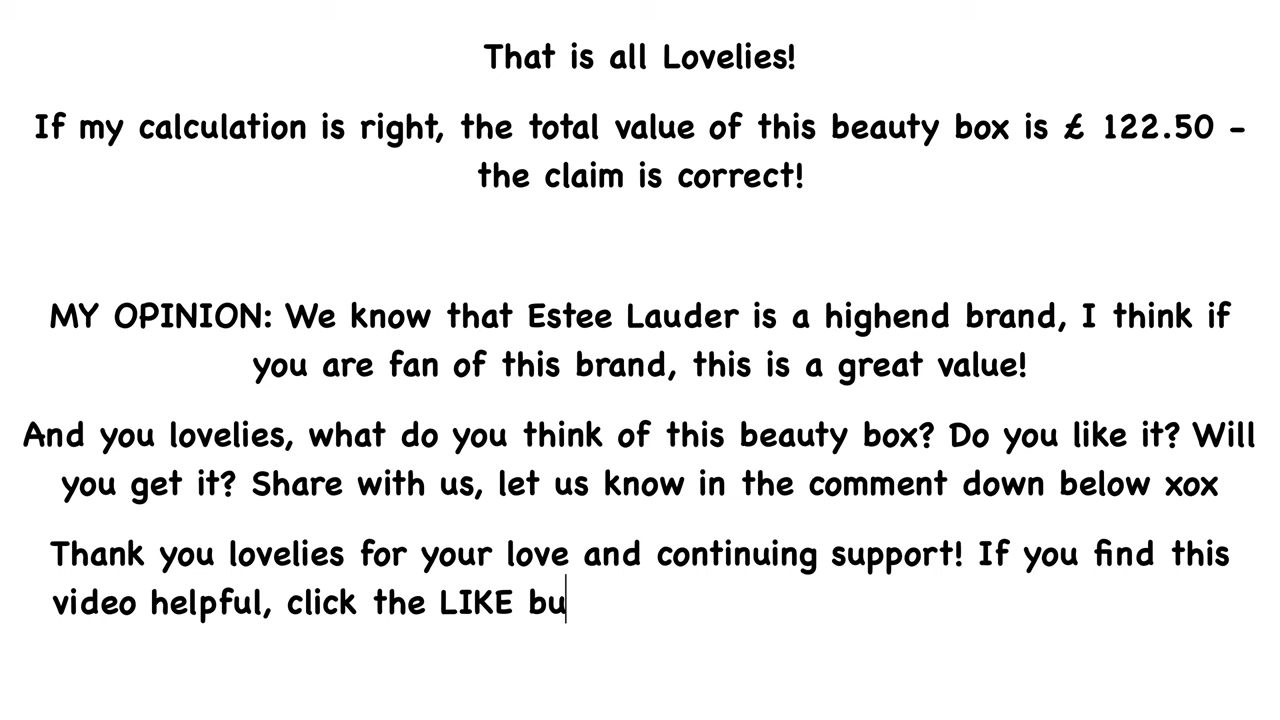 That is all Lovelies!
If my calculation is right, the total value of this beauty box is £ 122.50 -
the claim is correct!
MY OPINION: We know that Estee Lauder is a highend brand, I think if
you are fan of this brand, this is a great value!
And you lovelies, what do you think of this beauty box? Do you like it? Will
you get it? Share with us, let us know in the comment down below xox
Thank you lovelies for your love and continuing support! If you find this
video helpful, click the LIKE bu